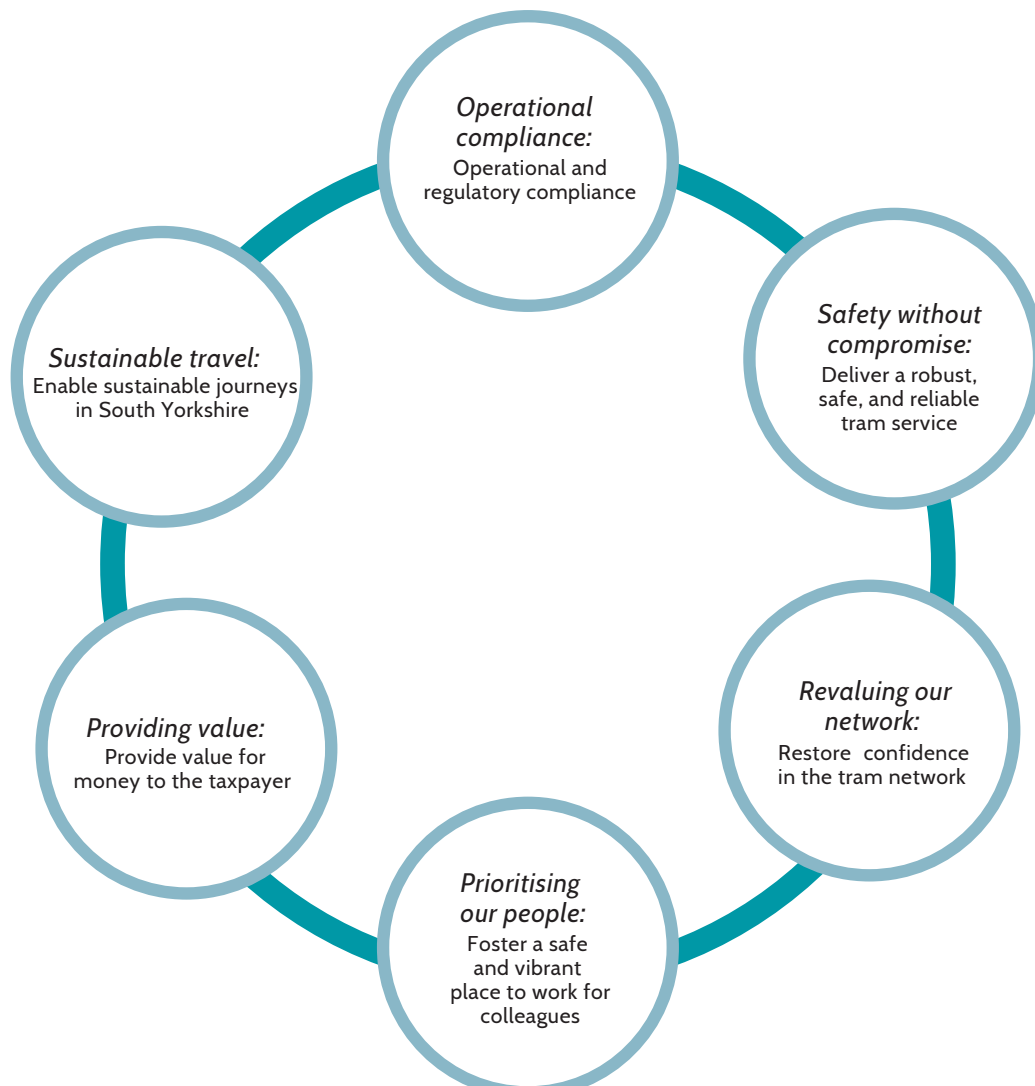 Operational
compliance:
Operational and
regulatory compliance
Safety without
compromise:
Deliver a robust,
safe, and reliable
tram service
Revaluing our
network:
Restore confidence
in the tram network
Prioritising
our people:
Foster a safe
and vibrant
place to work for
colleagues
Providing value:
Provide value for
money to the taxpayer
Sustainable travel:
Enable sustainable journeys
in South Yorkshire